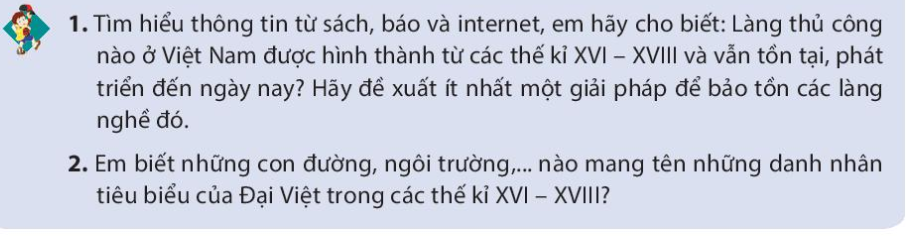 1. Tìm hiểu thông tin từ sách, báo và internet, em hãy cho biết: Làng thủ công
nào ở Việt Nam được hình thành từ các thế kỉ XVI – XVIII và vẫn tồn tại, phát
triển đến ngày nay? Hãy đề xuất ít nhất một giải pháp để bảo tồn các làng
nghề đó.
2. Em biết những con đường, ngôi trường,... nào mang tên những danh nhân
tiêu biểu của Đại Việt trong các thế kỉ XVI – XVIII?